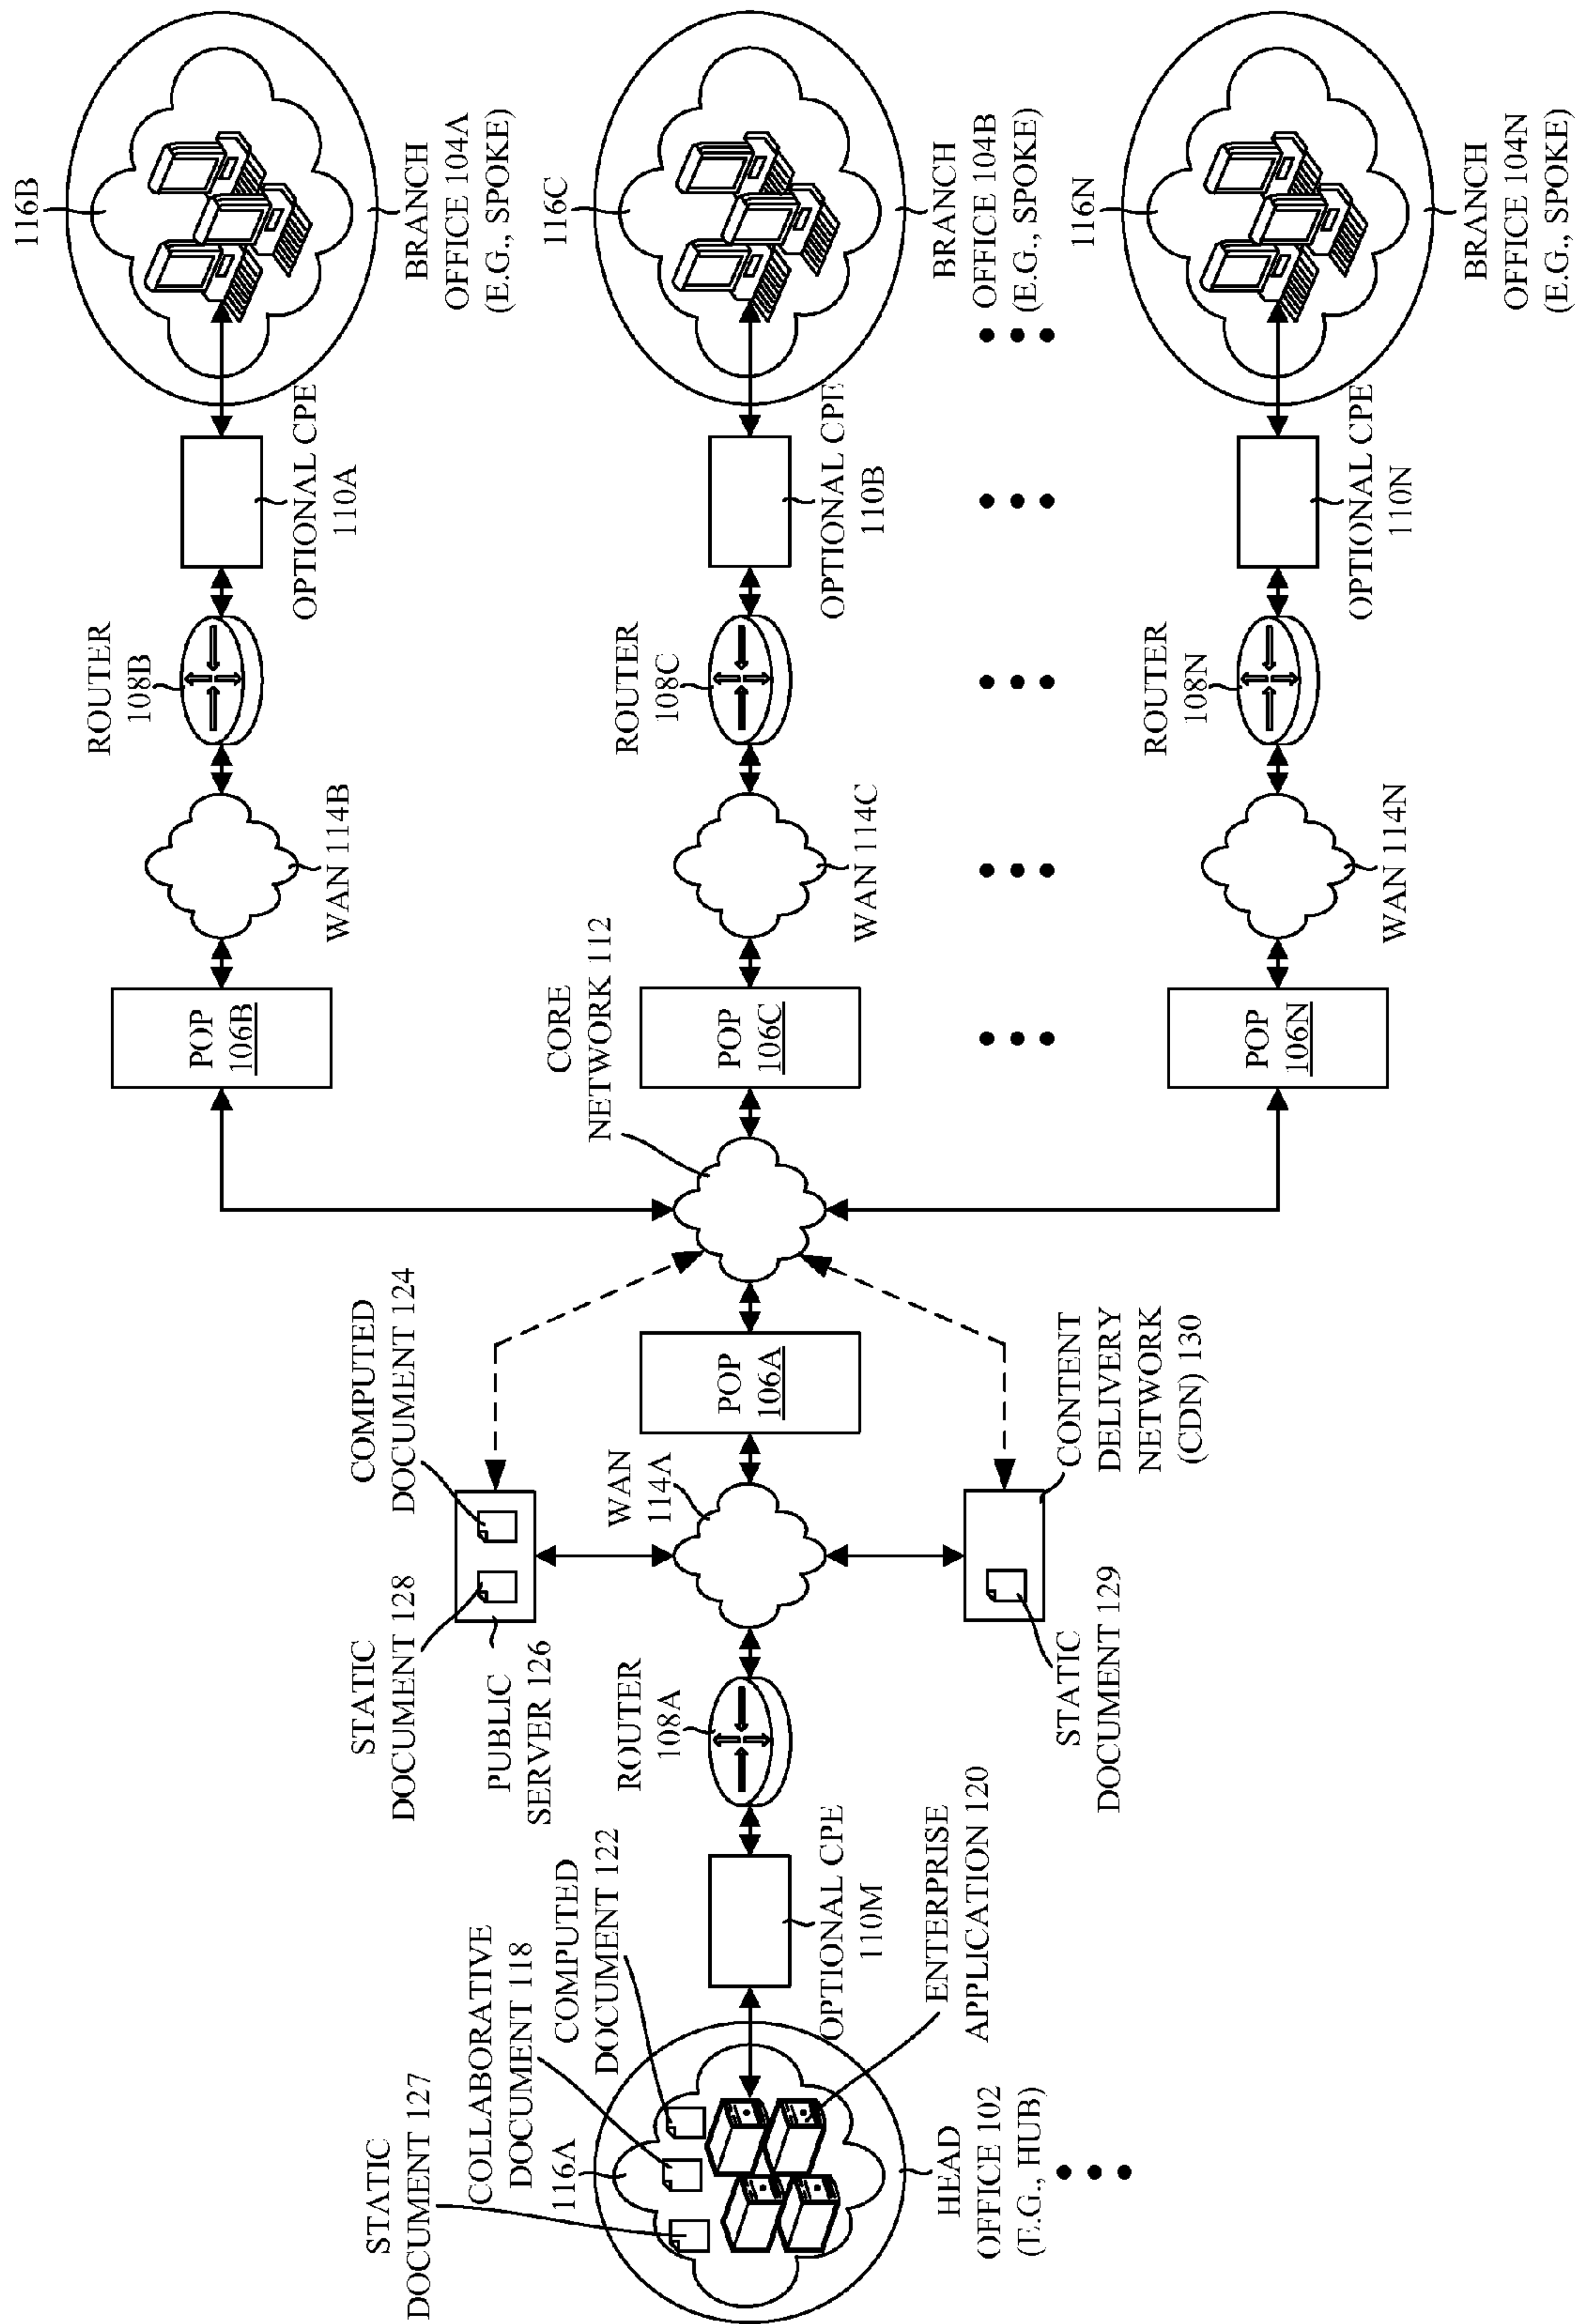 116B
BRANCH
OFFICE 104A
(E.G., SPOKE)
OPTIONAL CPE
110A
ROUTER
108B
WAN 114B
POP
106B
116C
BRANCH
OFFICE 104B
(E.G., SPOKE)
OPTIONAL CPE
110B
ROUTER
108C
WAN 114C
POP
106C
CORE
NETWORK 112
116N
BRANCH
OFFICE 104N
(E.G., SPOKE)
OPTIONAL CPE
110N
ROUTER
108N
WAN 114N
POP
106N
COMPUTED
DOCUMENT 124
STATIC
DOCUMENT 128
PUBLIC
SERVER 126
POP
106A
WAN
114A
CONTENT
DELIVERY
NETWORK
(CDN) 130
STATIC
DOCUMENT 129
ROUTER
108A
OPTIONAL CPE
110M
ENTERPRISE
APPLICATION 120
COMPUTED
DOCUMENT 122
COLLABORATIVE
DOCUMENT 118
116A
STATIC
DOCUMENT 127
HEAD
OFFICE 102
(E.G., HUB)